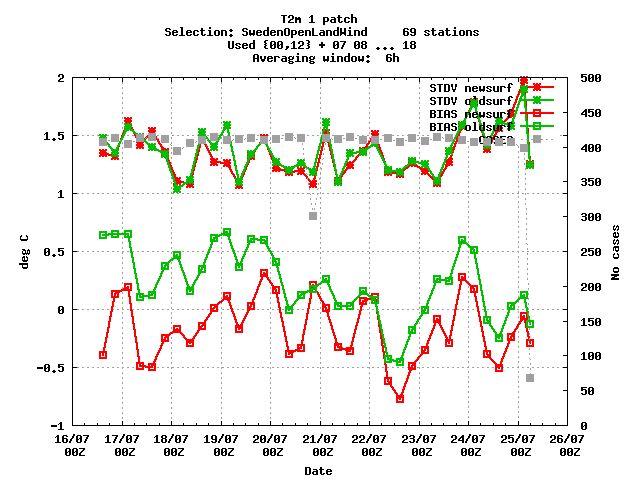 T2m 1 patch
Selection: SwedenOpenLandWind 69 stations
Used {00,12} + 07 08 ... 18
Averaging window: 6h
STDV newsurf
STDV oldsurf
BIAS newsurf
BIAS oldsurf
CASES
2
1.5
1
0.5
0
-0.5
-1
deg C
500
450
400
350
300
250
200
150
100
50
0
No cases
16/07 17/07 18/07 19/07 20/07 21/07 22/07 23/07 24/07 25/07 26/07
00Z 00Z 00Z 00Z 00Z 00Z 00Z 00Z 00Z 00Z 00Z
Date